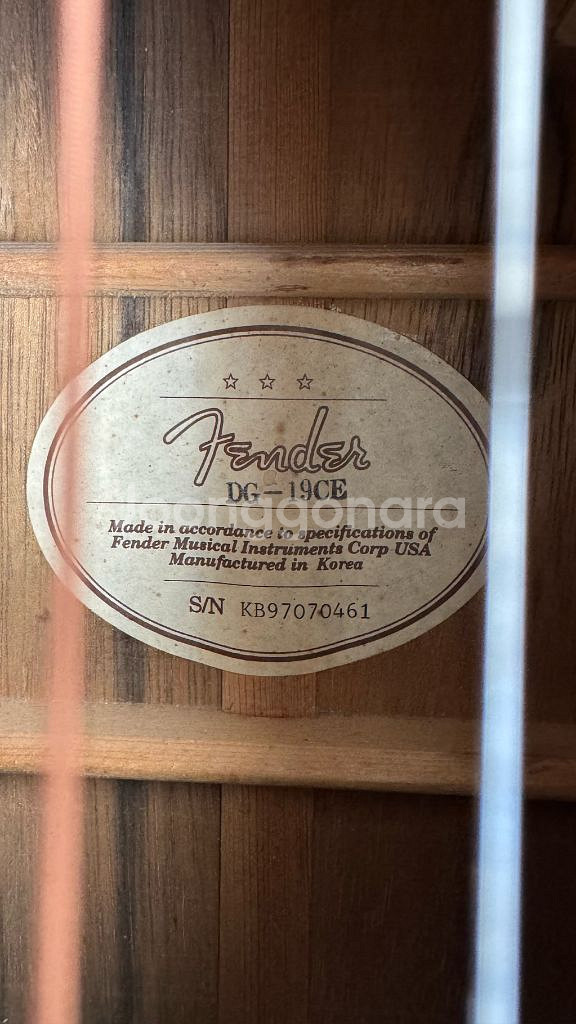 Fender
DG-19CE
Made in accordance to specifications of
Fender Musical Instruments Corp USA
Manufactured in Korea
S/N KB97070461